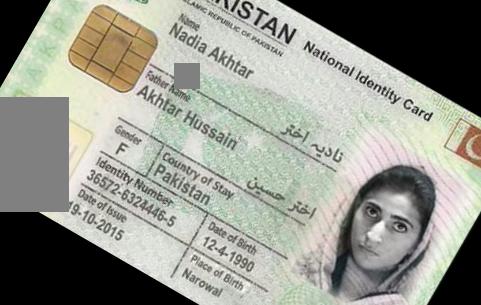 PAKISTAN
ISLAMIC REPUBLIC OF PAKISTAN
National Identity Card
Name
Nadia Akhtar
نادیہ اختر
Father Name
Akhtar Hussain
اختر حسین
Gender
F
Country of Stay
Pakistan
Identity Number
36572-6324446-5
Date of Birth
12-4-1990
Date of Issue
19-10-2015
Place of Birth
Narowal